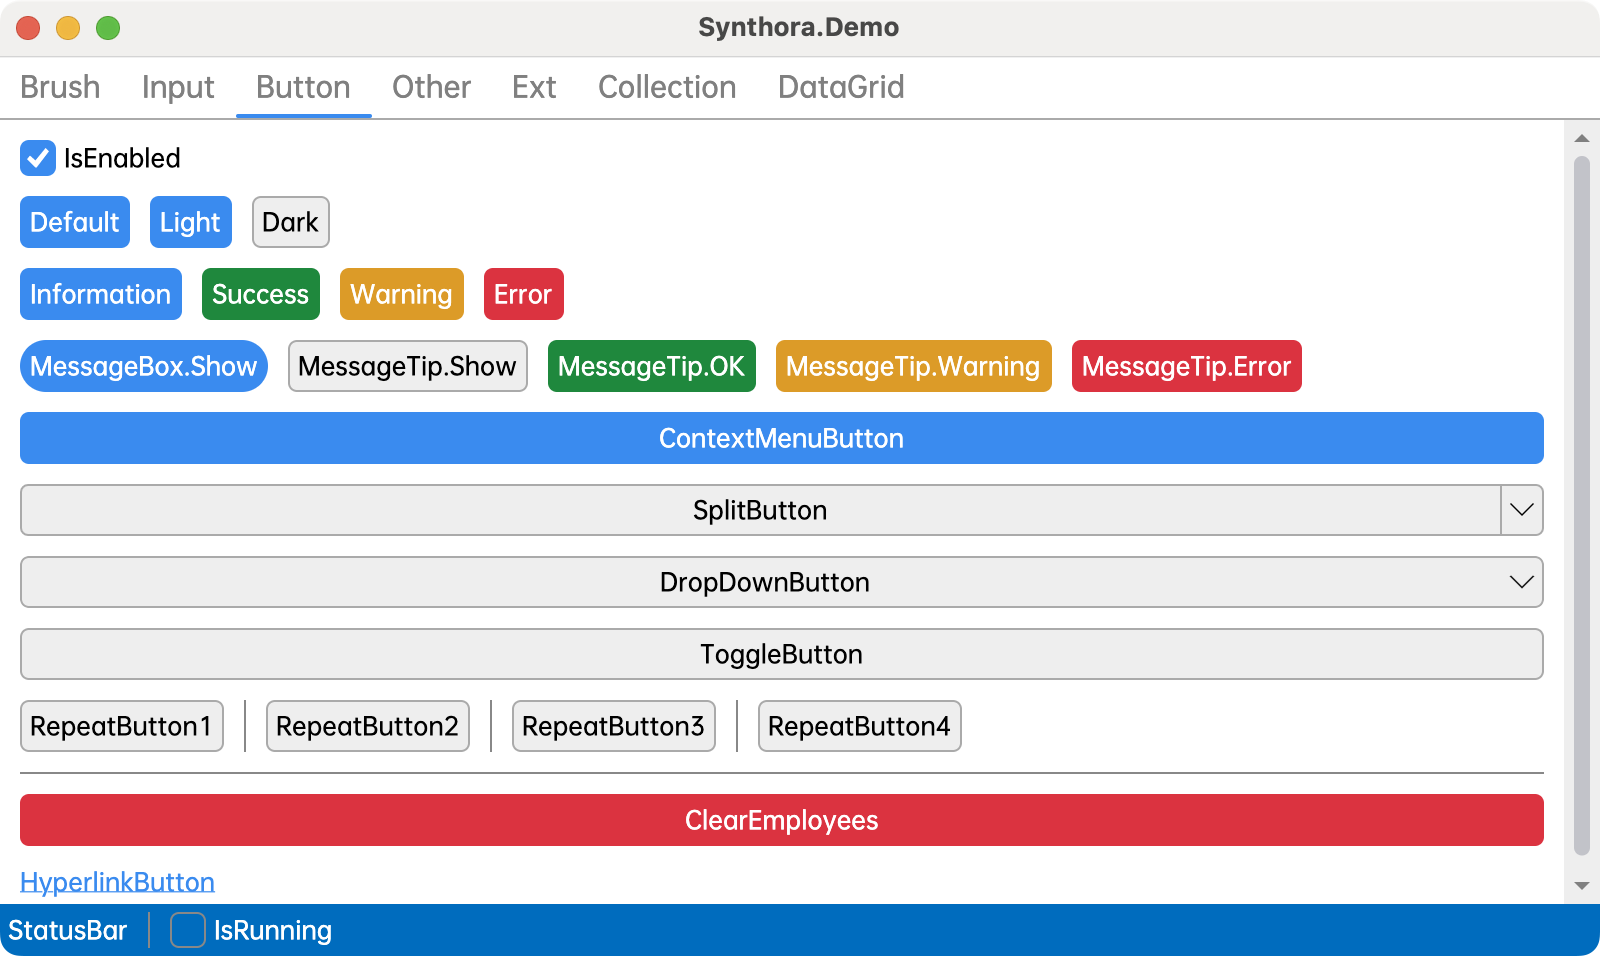 Synthora.Demo
Brush Input Button Other Ext Collection DataGrid
IsEnabled
Default Light Dark
Information Success Warning Error
MessageBox.Show MessageTip.Show MessageTip.OK MessageTip.Warning MessageTip.Error
ContextMenuButton
SplitButton
DropDownButton
ToggleButton
RepeatButton1 RepeatButton2 RepeatButton3 RepeatButton4
ClearEmployees
HyperlinkButton
StatusBar IsRunning